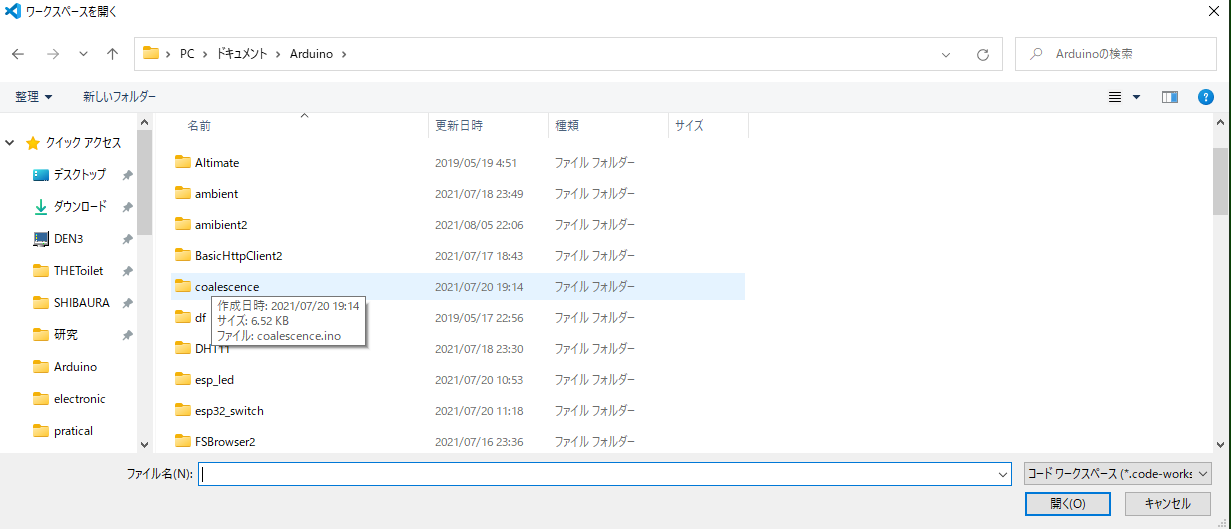 ワークスペースを開く
PC › ドキュメント › Arduino ›
Arduinoの検索
整理
新しいフォルダー
名前 更新日時 種類 サイズ
クイック アクセス
デスクトップ
ダウンロード
DEN3
THEToilet
SHIBAURA
研究
Arduino
electronic
pratical
Altimate 2019/05/19 4:51 ファイル フォルダー
ambient 2021/07/18 23:49 ファイル フォルダー
amibient2 2021/08/05 22:06 ファイル フォルダー
BasicHttpClient2 2021/07/17 18:43 ファイル フォルダー
coalescence 2021/07/20 19:14 ファイル フォルダー
df 2019/05/17 22:56 ファイル フォルダー
DHT11 2021/07/18 23:30 ファイル フォルダー
esp_led 2021/07/20 10:53 ファイル フォルダー
esp32_switch 2021/07/20 11:18 ファイル フォルダー
FSBrowser2 2021/07/16 23:36 ファイル フォルダー
作成日時: 2021/07/20 19:14
サイズ: 6.52 KB
ファイル: coalescence.ino
ファイル名(N):
コード ワークスペース (*.code-works
開く(O)
キャンセル